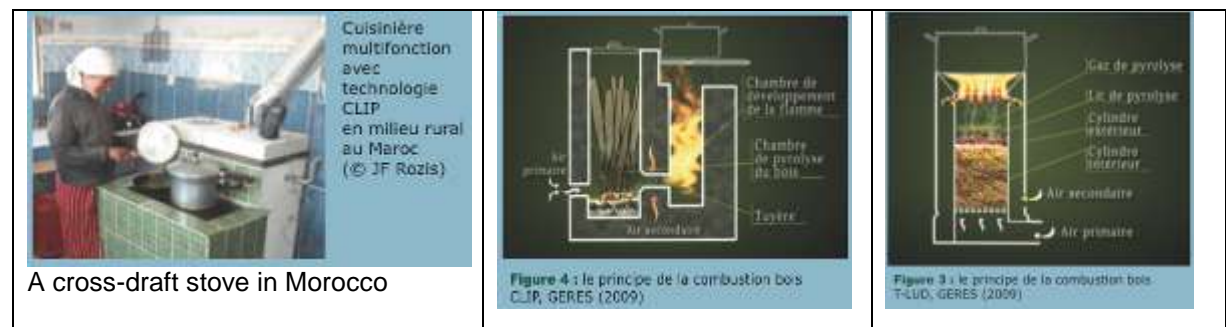 Cuisinière
multifonction
avec
technologie
CLIP
en milieu rural
au Maroc
(© JF Rozis)
A cross-draft stove in Morocco
Chambre de
developpement
de la flamme
Chambre
de pyrolyse
du bois
Tuyère
Air
primaire
Air secondaire
Figure 4 : le principe de la combustion bois
CLIP, GERES (2009)
Gaz de pyrolyse
Lit de pyrolyse
Cylindre
extérieur
Cylindre
intérieur
Air secondaire
Air primaire
Figure 3 : le principe de la combustion bois
T-LUD, GERES (2009)